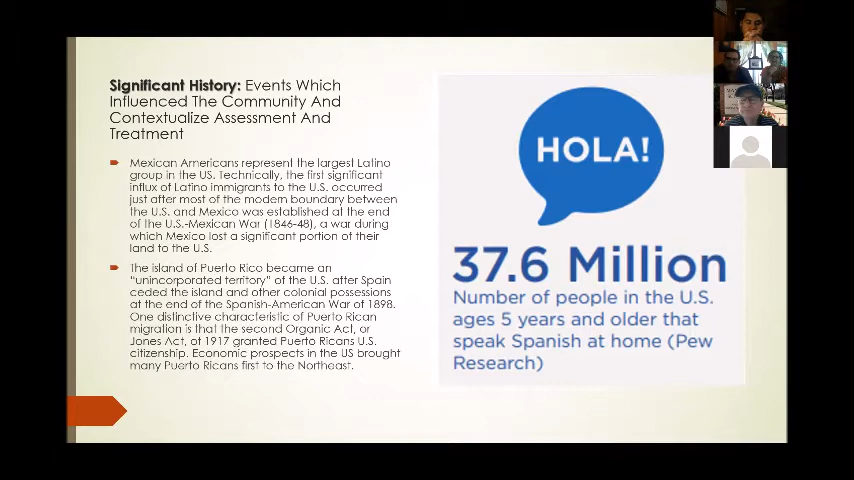 Significant History: Events Which
Influenced The Community And
Contextualize Assessment And
Treatment
Mexican Americans represent the largest Latino
group in the US. Technically, the first significant
influx of Latino immigrants to the U.S. occurred
just after most of the modern boundary between
the U.S. and Mexico was established at the end
of the U.S.-Mexican War (1846-48), a war during
which Mexico lost a significant portion of their
land to the U.S.
The island of Puerto Rico became an
"unincorporated territory" of the U.S. after Spain
ceded the island and other colonial possessions
at the end of the Spanish-American War of 1898.
One distinctive characteristic of Puerto Rican
migration is that the second Organic Act, or
Jones Act, of 1917 granted Puerto Ricans U.S.
citizenship. Economic prospects in the US brought
many Puerto Ricans first to the Northeast.
HOLA!
37.6 Million
Number of people in the U.S.
ages 5 years and older that
speak Spanish at home (Pew
Research)